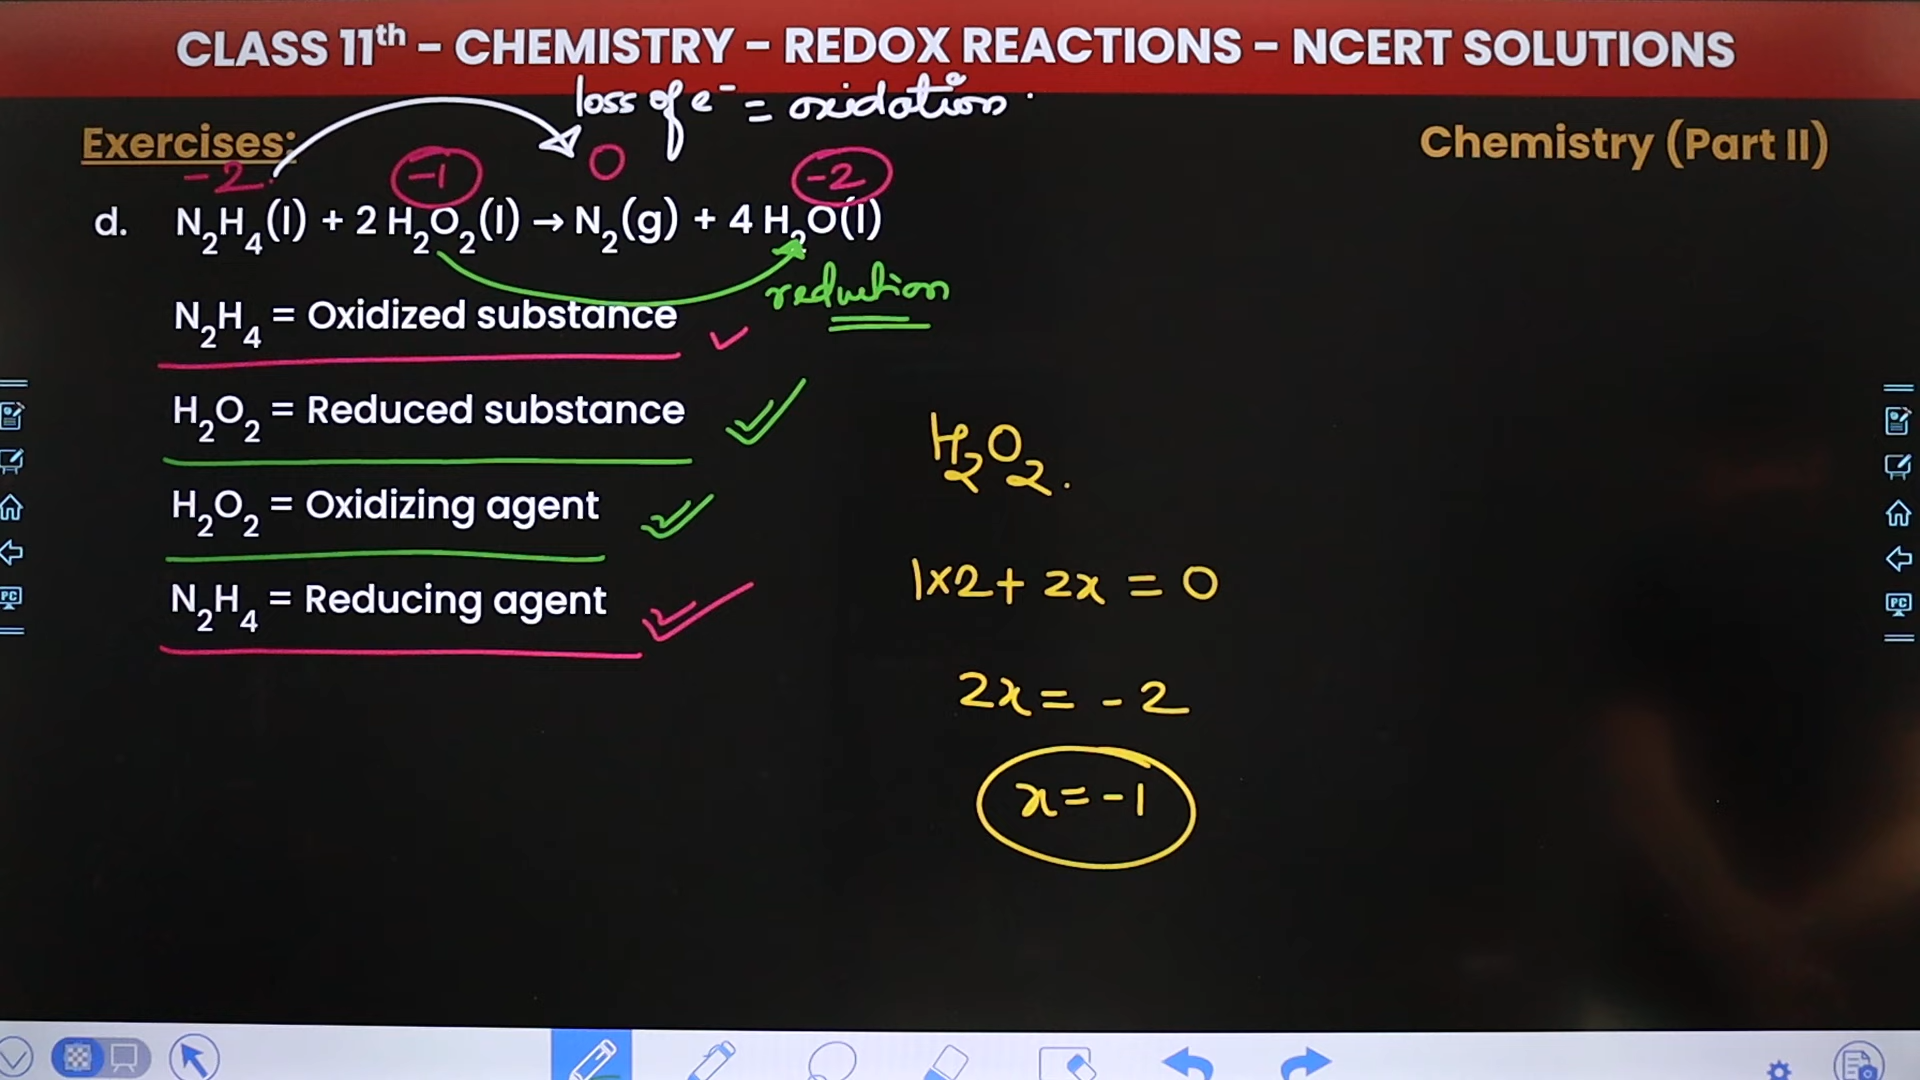 CLASS 11th – CHEMISTRY – REDOX REACTIONS – NCERT SOLUTIONS
loss of e⁻ = oxidation
Exercises:
Chemistry (Part II)
-2 -1 0 -2
d. N₂H₄(l) + 2 H₂O₂(l) → N₂(g) + 4 H₂O(l)
reduction
N₂H₄ = Oxidized substance
H₂O₂ = Reduced substance
H₂O₂.
H₂O₂ = Oxidizing agent
1×2 + 2x = 0
N₂H₄ = Reducing agent
2x = -2
x = -1
PC
PC